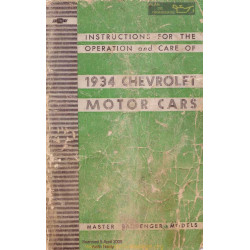 INSTRUCTIONS FOR THE
OPERATION and CARE OF
1934 CHEVROLET
MOTOR CARS
MASTER PASSENGER MODELS